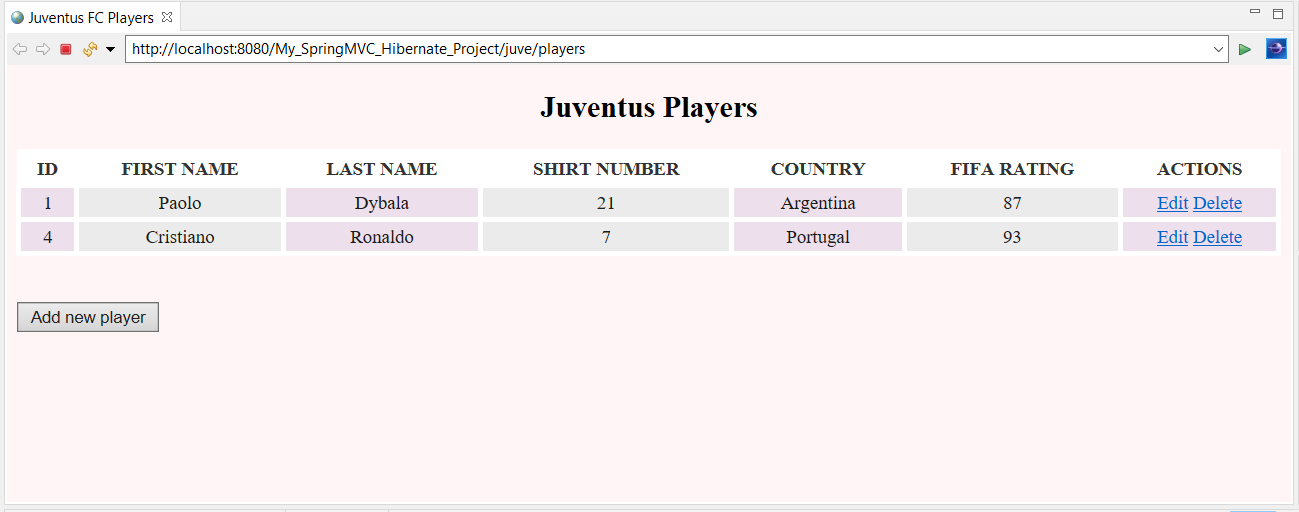 Juventus FC Players
http://localhost:8080/My_SpringMVC_Hibernate_Project/juve/players
Juventus Players
ID FIRST NAME LAST NAME SHIRT NUMBER COUNTRY FIFA RATING ACTIONS
1 Paolo Dybala 21 Argentina 87 Edit Delete
4 Cristiano Ronaldo 7 Portugal 93 Edit Delete
Add new player